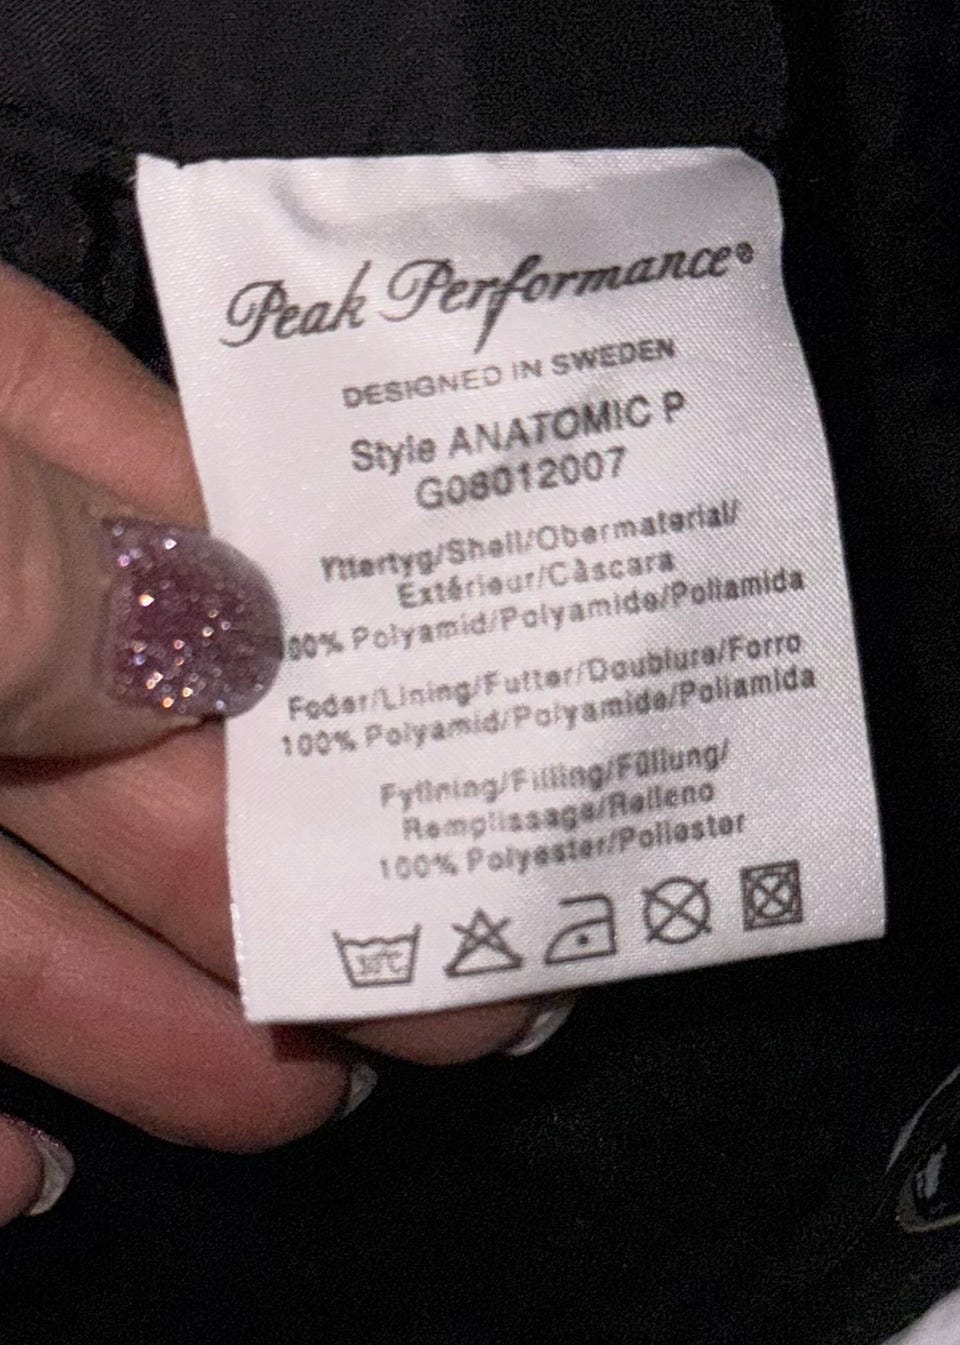 Peak Performance®
DESIGNED IN SWEDEN
Style ANATOMIC P
G08012007
Yttertyg/Shell/Obermaterial/
Extérieur/Càscara
00% Polyamid/Polyamide/Poliamida
Foder/Lining/Futter/Doublure/Forro
100% Polyamid/Polyamide/Poliamida
Fyllning/Filling/Füllung/
Remplissage/Relleno
100% Polyester/Poliester